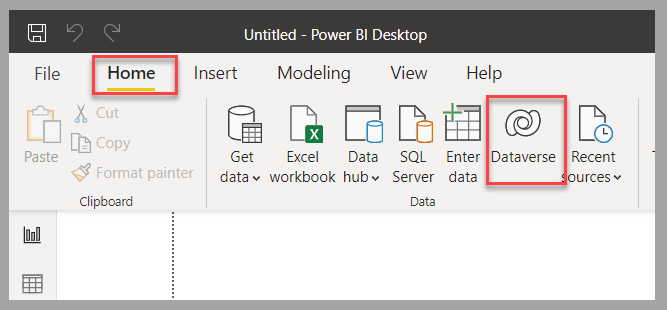 Untitled - Power BI Desktop
File Home Insert Modeling View Help
Paste
Cut
Copy
Format painter
Clipboard
Get data
Excel workbook
Data hub
SQL Server
Enter data
Dataverse
Recent sources
Data